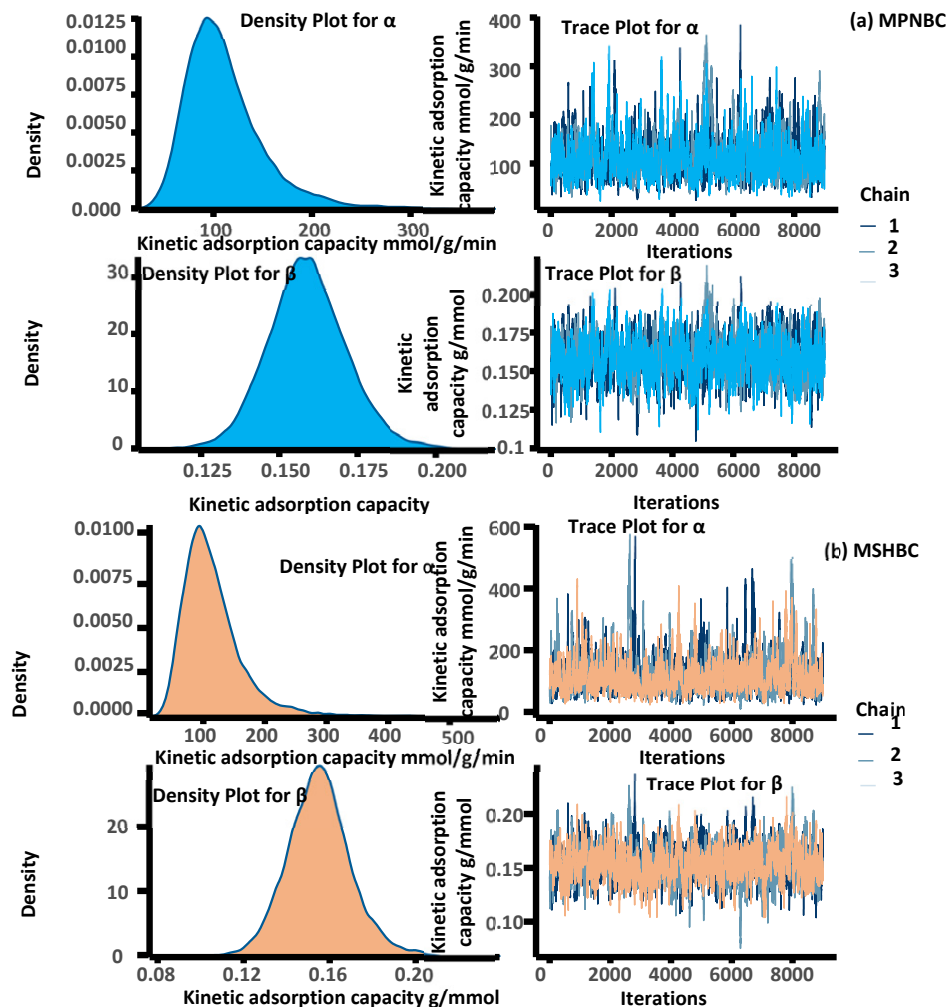 Density Plot for α
0.0125
0.0100
0.0075
0.0050
0.0025
0.000
Density
100
200
300
Kinetic adsorption capacity mmol/g/min
Trace Plot for α
(a) MPNBC
Kinetic adsorption
capacity mmol/g/min
400
300
200
100
0
2000
4000
6000
8000
Iterations
Chain
1
2
3
Density Plot for β
30
20
10
0
Density
0.125
0.150
0.175
0.200
Kinetic adsorption capacity
Trace Plot for β
Kinetic
adsorption
capacity g/mmol
0.200
0.175
0.150
0.125
0.1
0
2000
4000
6000
8000
Iterations
Density Plot for α
0.0100
0.0075
0.0050
0.0025
0.0000
Density
100
200
300
400
500
Kinetic adsorption capacity mmol/g/min
Trace Plot for α
(b) MSHBC
Kinetic adsorption
capacity mmol/g/min
600
400
200
0
0
2000
4000
6000
8000
Iterations
Chain
1
2
3
Density Plot for β
20
10
0
Density
0.08
0.12
0.16
0.20
Kinetic adsorption capacity g/mmol
Trace Plot for β
Kinetic adsorption
capacity g/mmol
0.20
0.15
0.10
0
2000
4000
6000
8000
Iterations